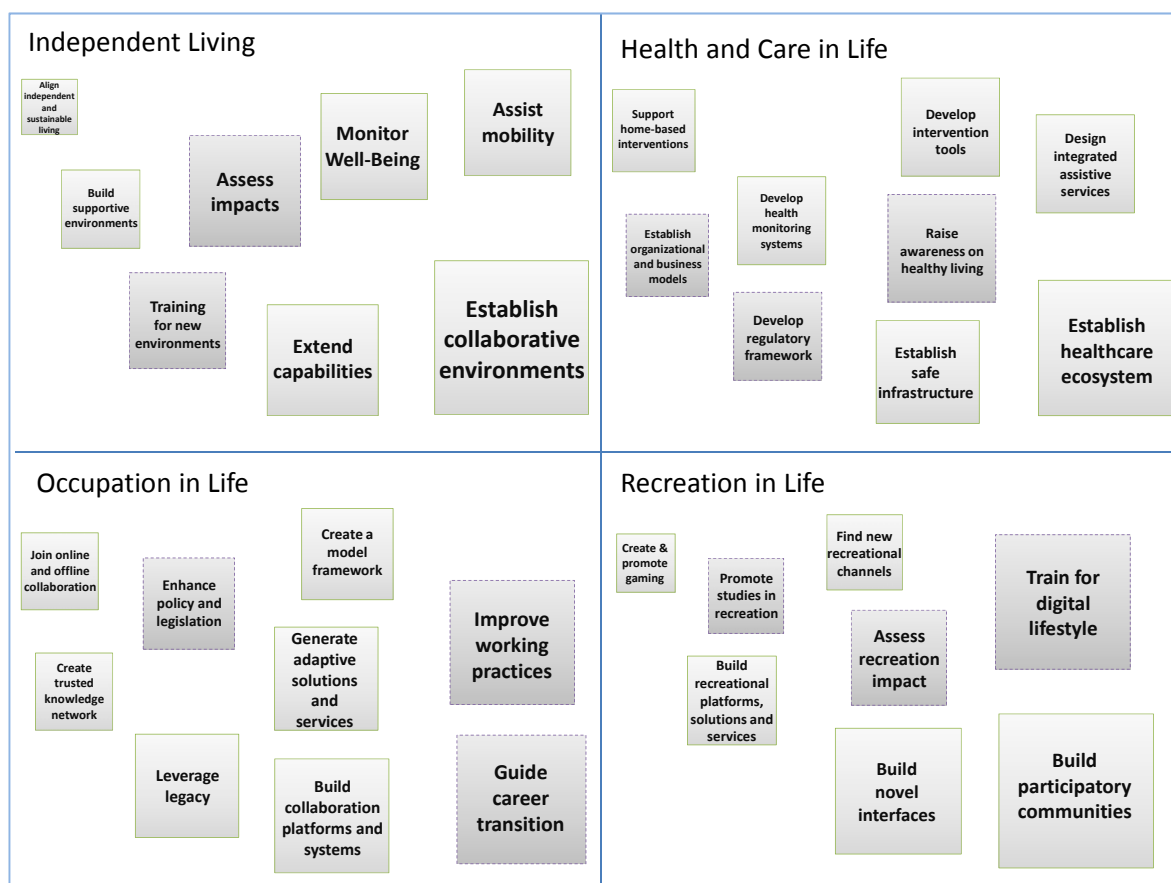 Independent Living
Align
independent
and
sustainable
living
Build
supportive
environments
Assess
impacts
Monitor
Well-Being
Assist
mobility
Training
for new
environments
Extend
capabilities
Establish
collaborative
environments
Health and Care in Life
Support
home-based
interventions
Develop
intervention
tools
Design
integrated
assistive
services
Develop
health
monitoring
systems
Establish
organizational
and business
models
Raise
awareness on
healthy living
Develop
regulatory
framework
Establish
safe
infrastructure
Establish
healthcare
ecosystem
Occupation in Life
Join online
and offline
collaboration
Enhance
policy and
legislation
Create a
model
framework
Improve
working
practices
Create
trusted
knowledge
network
Generate
adaptive
solutions
and
services
Leverage
legacy
Build
collaboration
platforms and
systems
Guide
career
transition
Recreation in Life
Create &
promote
gaming
Promote
studies in
recreation
Find new
recreational
channels
Train for
digital
lifestyle
Build
recreational
platforms,
solutions and
services
Assess
recreation
impact
Build
novel
interfaces
Build
participatory
communities